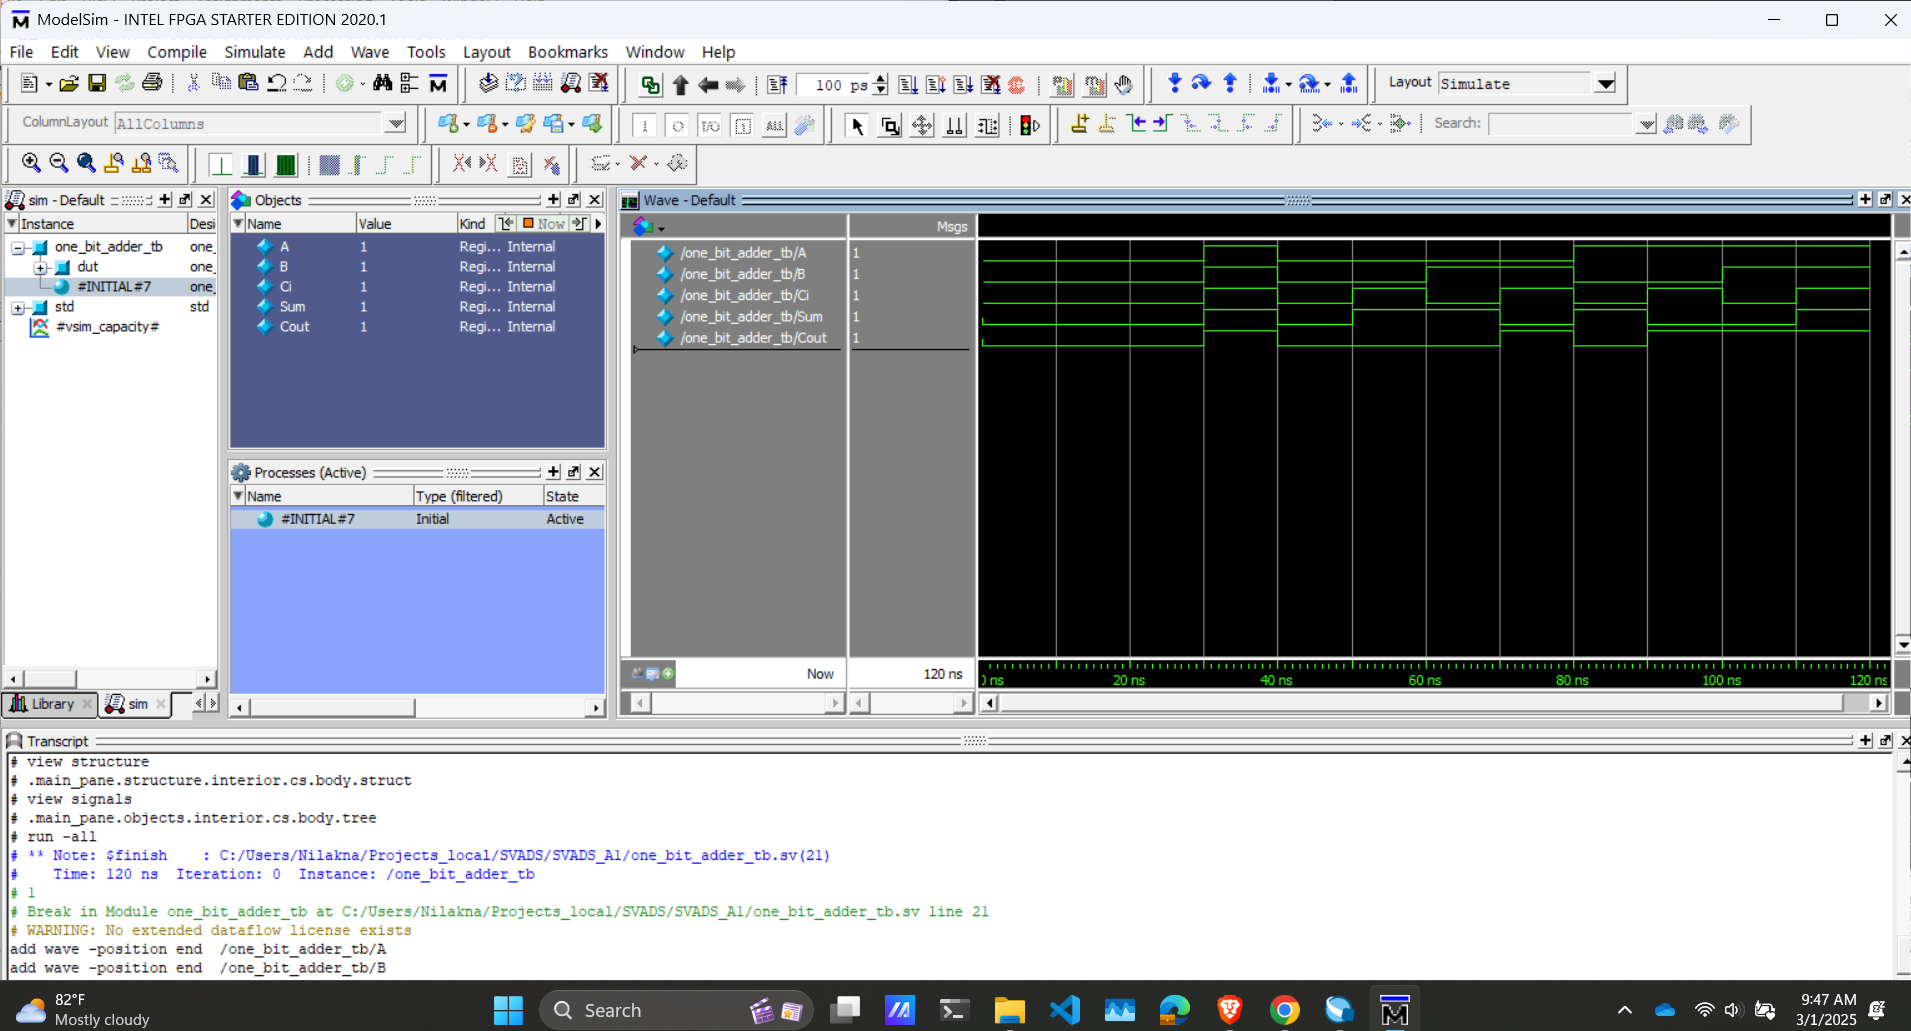 ModelSim - INTEL FPGA STARTER EDITION 2020.1
File Edit View Compile Simulate Add Wave Tools Layout Bookmarks Window Help
100 ps
Layout Simulate
ColumnLayout AllColumns
Search:
sim - Default
Instance Desi
one_bit_adder_tb one_
dut one_
#INITIAL#7 one_
std std
#vsim_capacity#
Library
sim
Objects
Name Value Kind Now
A 1 Regi... Internal
B 1 Regi... Internal
Ci 1 Regi... Internal
Sum 1 Regi... Internal
Cout 1 Regi... Internal
Processes (Active)
Name Type (filtered) State
#INITIAL#7 Initial Active
Wave - Default
Msgs
/one_bit_adder_tb/A 1
/one_bit_adder_tb/B 1
/one_bit_adder_tb/Ci 1
/one_bit_adder_tb/Sum 1
/one_bit_adder_tb/Cout 1
Now 120 ns
ns 20 ns 40 ns 60 ns 80 ns 100 ns 120 ns
Transcript
# view structure
# .main_pane.structure.interior.cs.body.struct
# view signals
# .main_pane.objects.interior.cs.body.tree
# run -all
# ** Note: $finish : C:/Users/Nilakna/Projects_local/SVADS/SVADS_A1/one_bit_adder_tb.sv(21)
# Time: 120 ns Iteration: 0 Instance: /one_bit_adder_tb
# 1
# Break in Module one_bit_adder_tb at C:/Users/Nilakna/Projects_local/SVADS/SVADS_A1/one_bit_adder_tb.sv line 21
# WARNING: No extended dataflow license exists
add wave -position end /one_bit_adder_tb/A
add wave -position end /one_bit_adder_tb/B
82°F
Mostly cloudy
Search
9:47 AM
3/1/2025